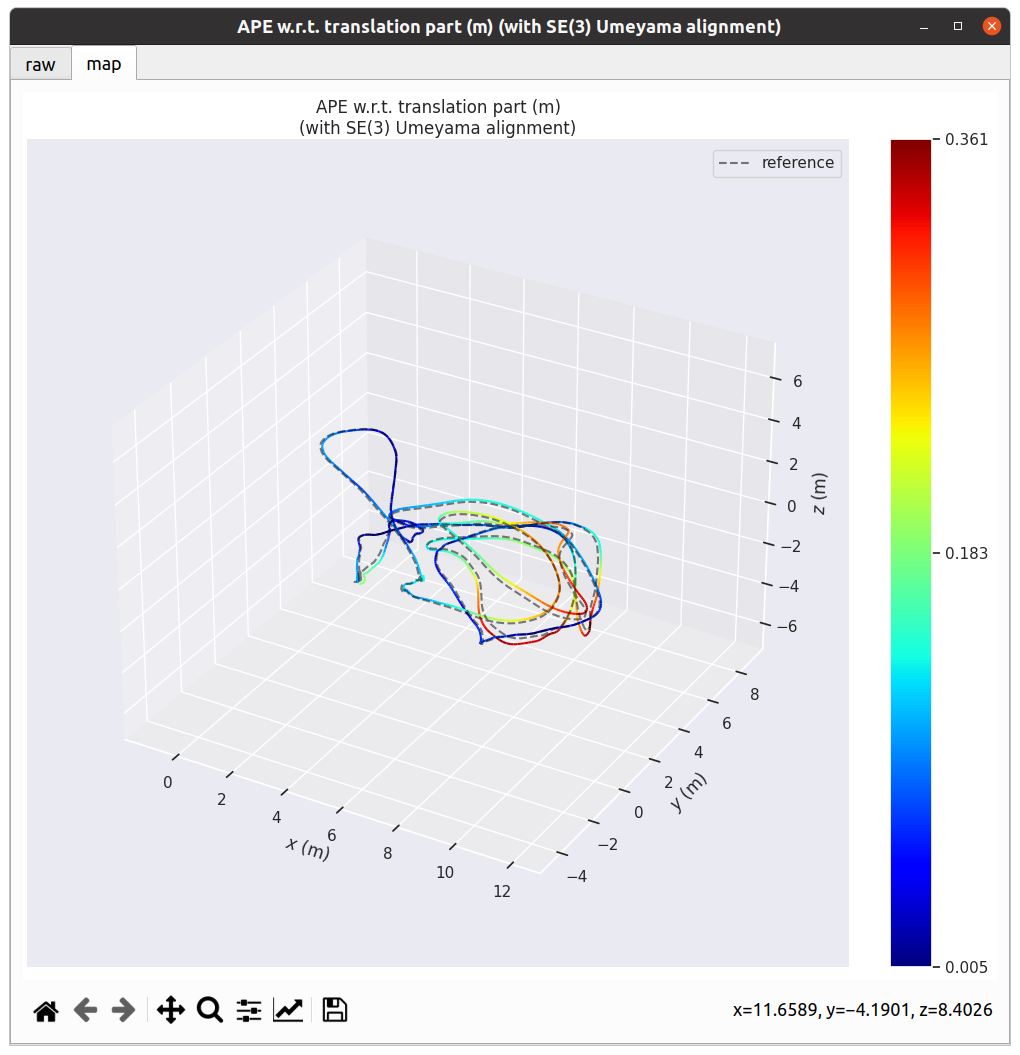 APE w.r.t. translation part (m) (with SE(3) Umeyama alignment)
raw
map
APE w.r.t. translation part (m)
(with SE(3) Umeyama alignment)
reference
0.361
0.183
0.005
6
4
2
0
−2
−4
−6
z (m)
8
6
4
2
0
−2
−4
y (m)
0
2
4
6
8
10
12
x (m)
x=11.6589, y=−4.1901, z=8.4026